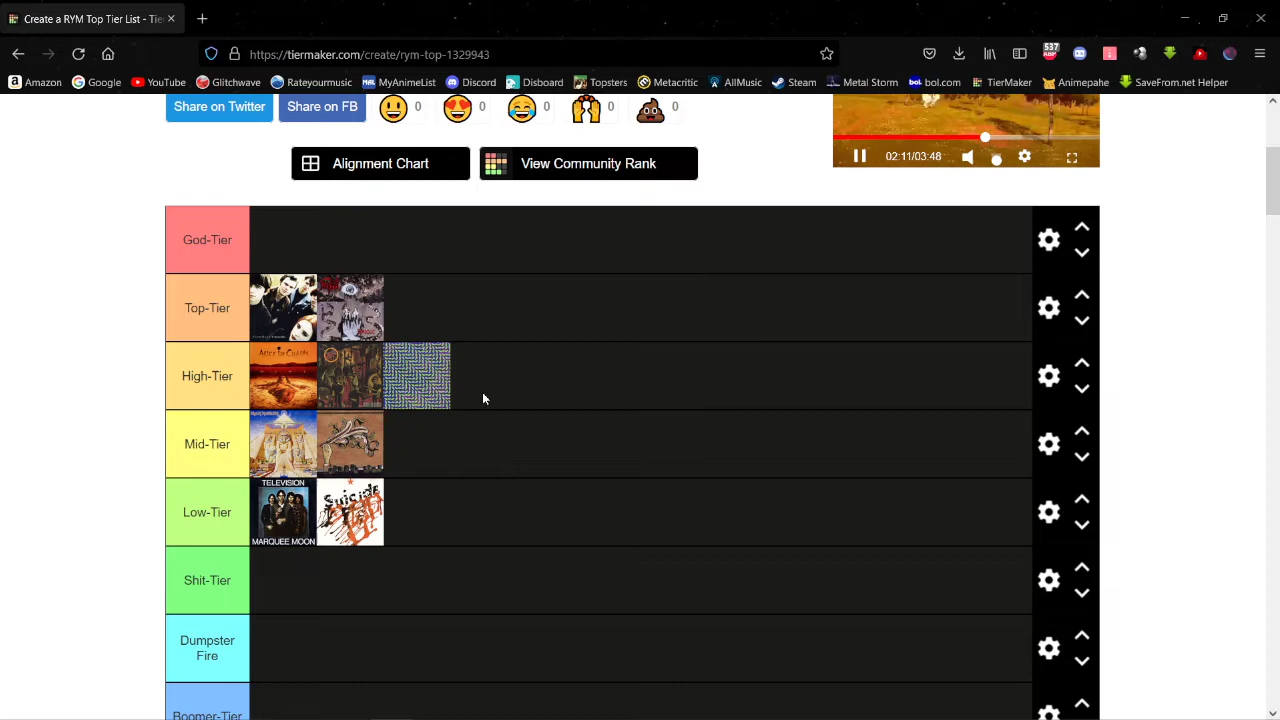 Create a RYM Top Tier List - Tie
https://tiermaker.com/create/rym-top-1329943
537
Amazon Google YouTube Glitchwave Rateyourmusic MyAnimeList Discord Disboard Topsters Metacritic AllMusic Steam Metal Storm bol.com TierMaker Animepahe SaveFrom.net Helper
Share on Twitter Share on FB 0 0 0 0 0
02:11/03:48
Alignment Chart View Community Rank
God-Tier
Top-Tier
High-Tier
Alice In Chains
Mid-Tier
Low-Tier
TELEVISION
MARQUEE MOON
Suicide
Shit-Tier
Dumpster
Fire
Boomer-Tier